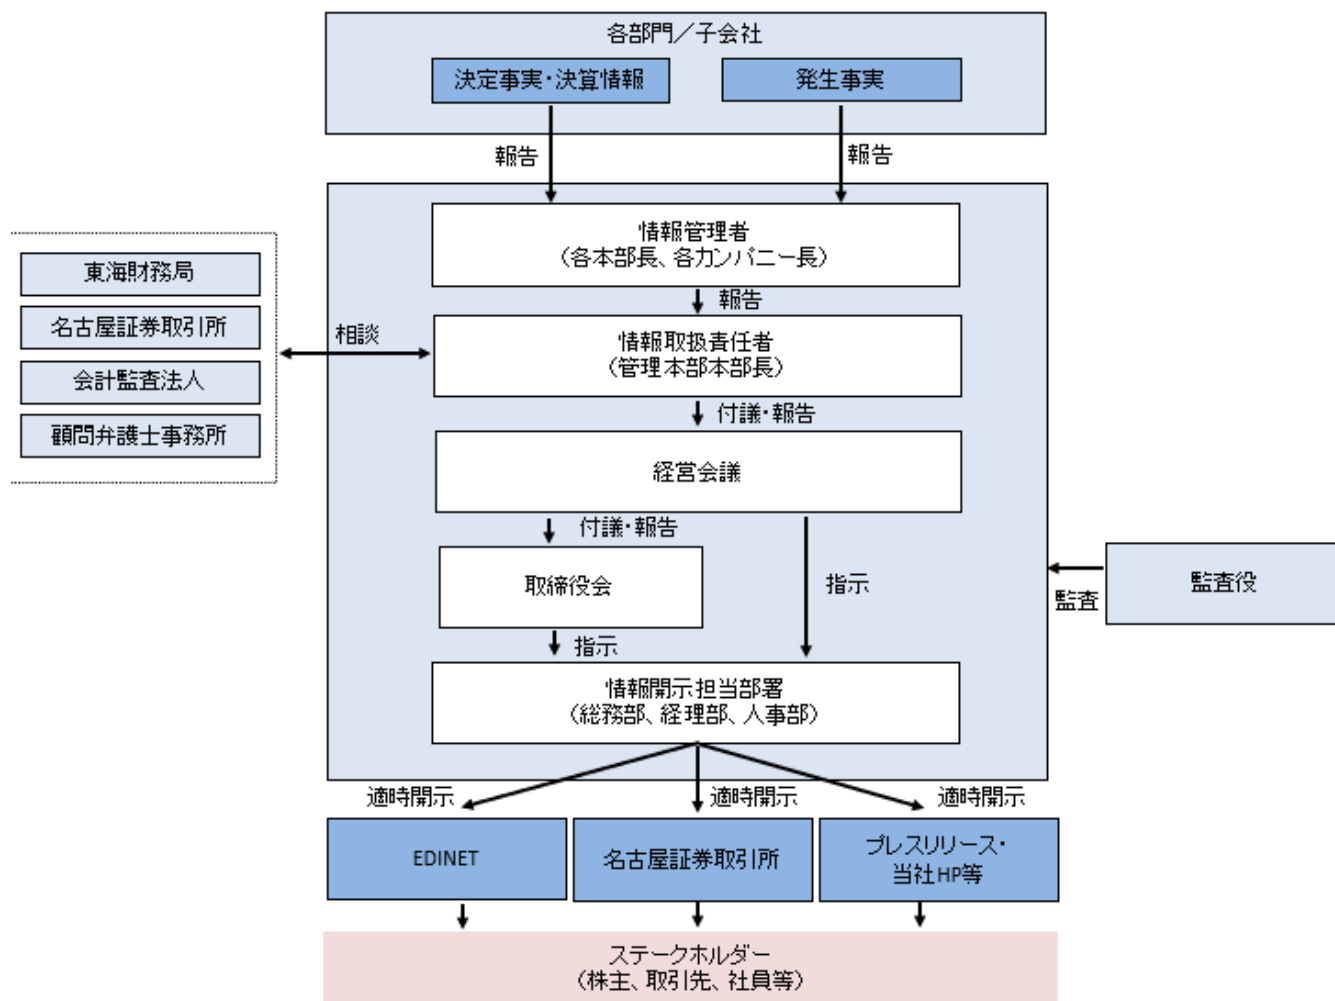 各部門／子会社
決定事実・決算情報
発生事実
報告
報告
情報管理者
（各本部長、各カンパニー長）
報告
東海財務局
名古屋証券取引所
会計監査法人
顧問弁護士事務所
相談
情報取扱責任者
（管理本部本部長）
付議・報告
経営会議
付議・報告
取締役会
指示
指示
監査役
監査
情報開示担当部署
（総務部、経理部、人事部）
適時開示
適時開示
適時開示
EDINET
名古屋証券取引所
プレスリリース・
当社HP等
ステークホルダー
（株主、取引先、社員等）